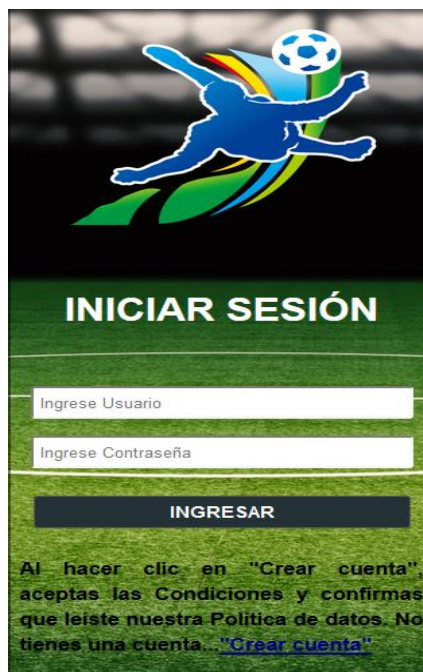 INICIAR SESIÓN
Ingrese Usuario
Ingrese Contraseña
INGRESAR
Al hacer clic en "Crear cuenta",
aceptas las Condiciones y confirmas
que leíste nuestra Política de datos. No
tienes una cuenta..."Crear cuenta"